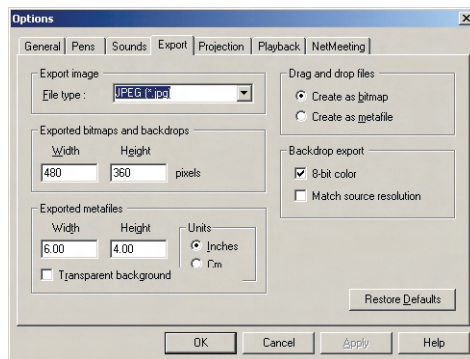 Options
General Pens Sounds Export Projection Playback NetMeeting
Export image
File type : JPEG (*.jpg)
Exported bitmaps and backdrops
Width Height
480 360 pixels
Exported metafiles
Width Height
6.00 4.00
Transparent background
Units
Inches
Cm
Drag and drop files
Create as bitmap
Create as metafile
Backdrop export
8-bit color
Match source resolution
Restore Defaults
OK Cancel Apply Help